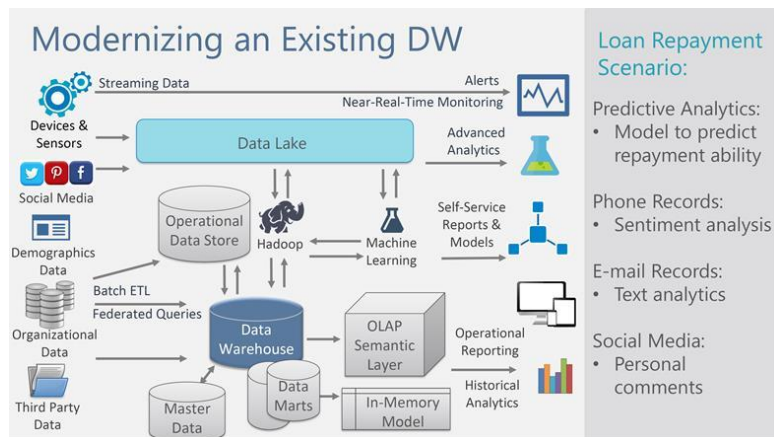 Modernizing an Existing DW
Streaming Data
Alerts
Near-Real-Time Monitoring
Devices &
Sensors
Data Lake
Advanced
Analytics
Social Media
Operational
Data Store
Hadoop
Machine
Learning
Self-Service
Reports
& Models
Demographics
Data
Batch ETL
Federated Queries
Organizational
Data
Data
Warehouse
OLAP
Semantic
Layer
Operational
Reporting
Historical
Analytics
Third Party
Data
Master
Data
Data
Marts
In-Memory
Model
Loan Repayment
Scenario:
Predictive Analytics:
• Model to predict
repayment ability
Phone Records:
• Sentiment analysis
E-mail Records:
• Text analytics
Social Media:
• Personal
comments